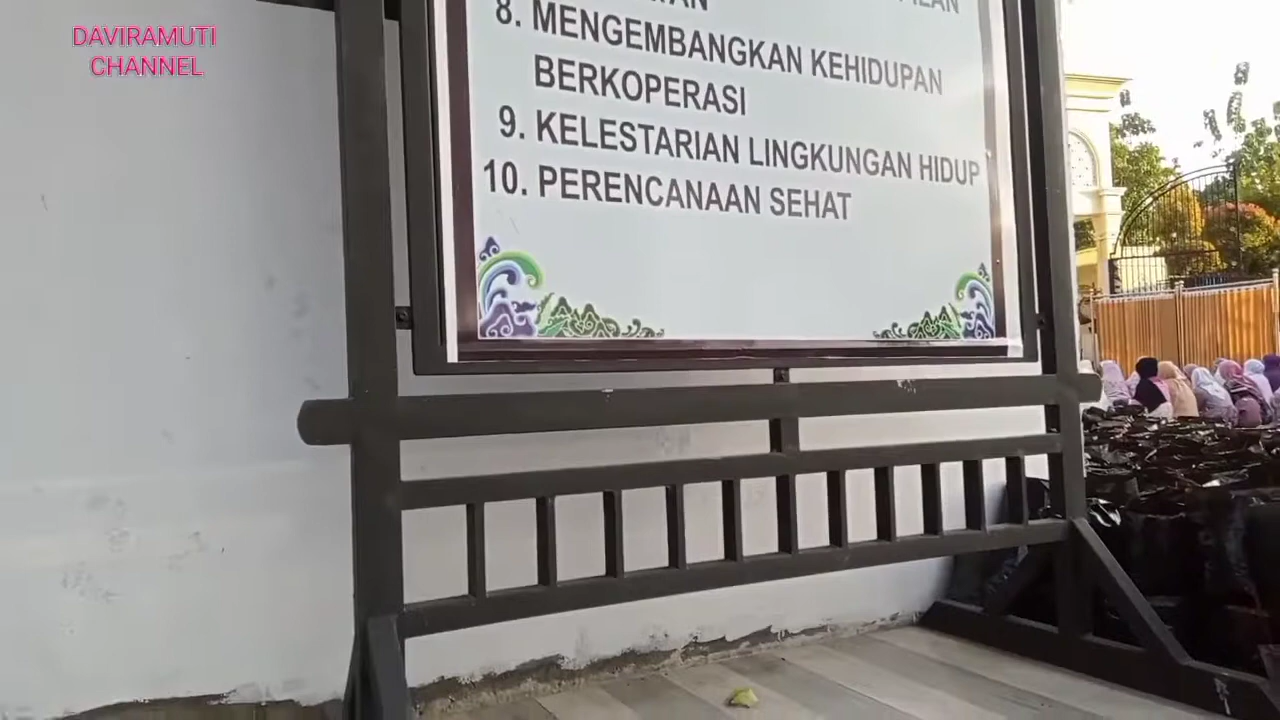 DAVIRAMUTI
CHANNEL
8. MENGEMBANGKAN KEHIDUPAN
BERKOPERASI
9. KELESTARIAN LINGKUNGAN HIDUP
10. PERENCANAAN SEHAT